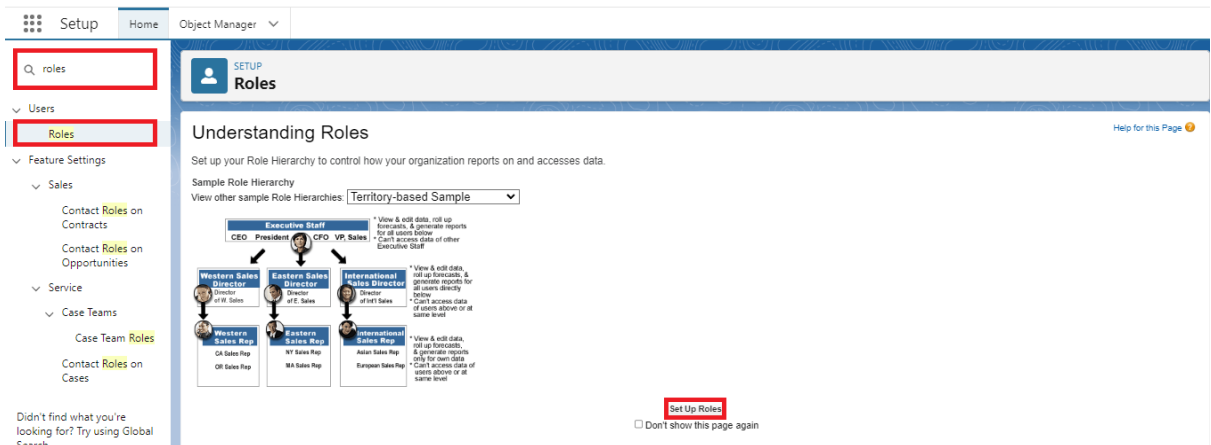 Setup
Home
Object Manager
roles
Users
Roles
Feature Settings
Sales
Contact Roles on
Contracts
Contact Roles on
Opportunities
Service
Case Teams
Case Team Roles
Contact Roles on
Cases
Didn't find what you're
looking for? Try using Global
Search
SETUP
Roles
Understanding Roles
Help for this Page
Set up your Role Hierarchy to control how your organization reports on and accesses data.
Sample Role Hierarchy
View other sample Role Hierarchies: Territory-based Sample
Executive Staff
CEO President CFO VP, Sales
* View & edit data, roll up
forecasts, & generate reports
for all users below
* Can't access data of other
Executive Staff
Western Sales
Director
Director
of W. Sales
Eastern Sales
Director
Director
of E. Sales
International
Sales Director
Director
of Int'l Sales
* View & edit data,
roll up forecasts, &
generate reports for
all users directly
below
* Can't access data
of users above or at
same level
Western
Sales Rep
CA Sales Rep
OR Sales Rep
Eastern
Sales Rep
NY Sales Rep
MA Sales Rep
International
Sales Rep
Asian Sales Rep
European Sales Rep
* View & edit data,
roll up forecasts,
& generate reports
only for own data
* Can't access data of
users above or at
same level
Set Up Roles
Don't show this page again